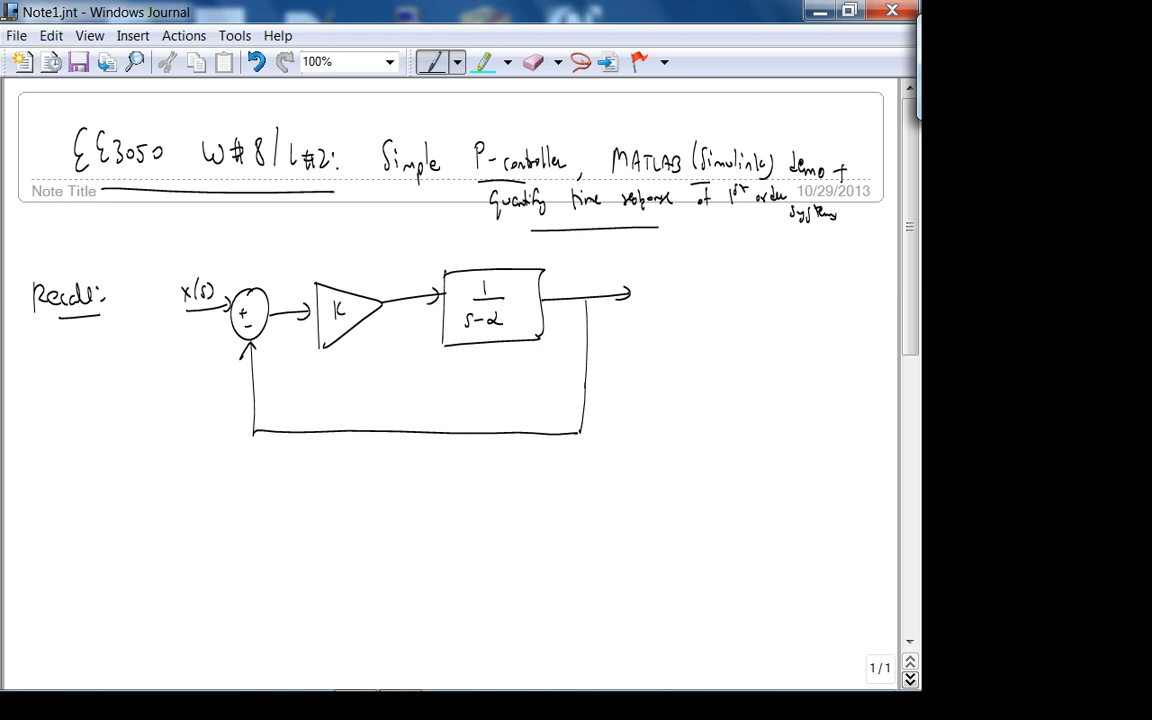 Note1.jnt - Windows Journal
File Edit View Insert Actions Tools Help
100%
EE3050 W#8/L#2: Simple P-controller, MATLAB (Simulink) demo +
quantify time response of 1st order
systems
Note Title
10/29/2013
Recall:
X(s)
+
-
K
1
s-α
1 / 1